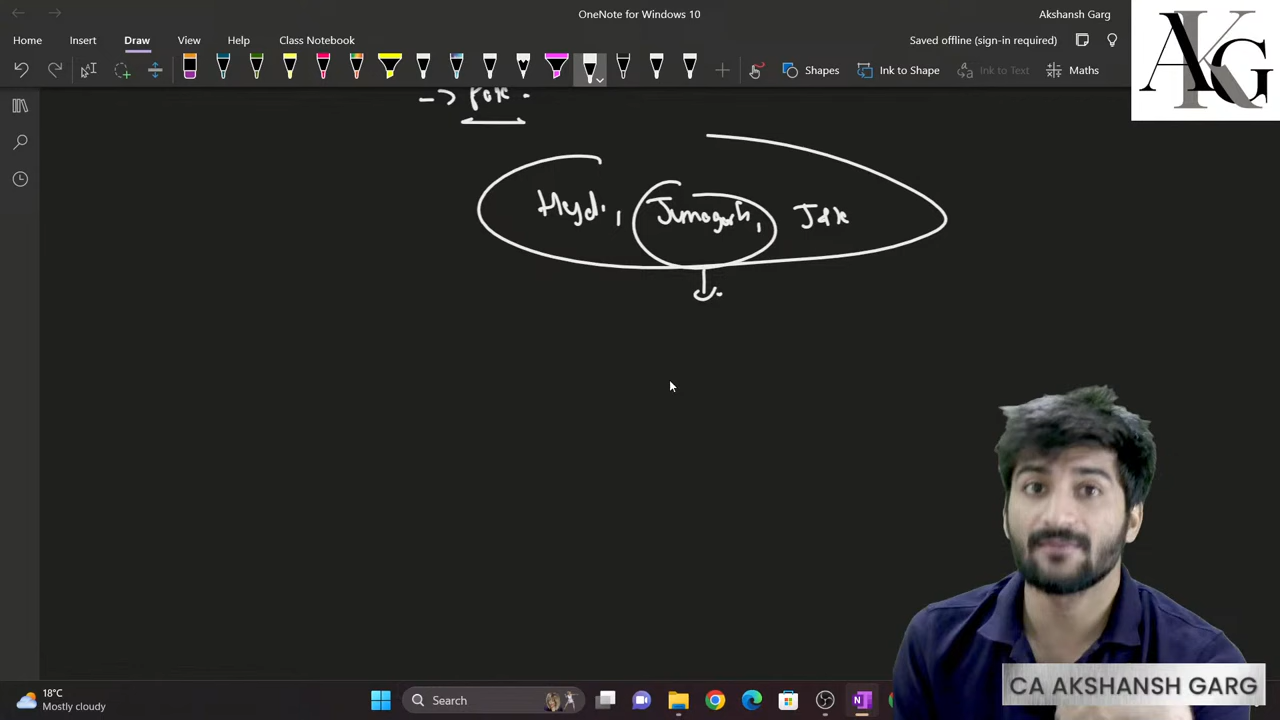 OneNote for Windows 10
Akshansh Garg
Home Insert Draw View Help Class Notebook
Saved offline (sign-in required)
Shapes Ink to Shape Ink to Text Maths
AKG
Hyd, Junagarh, J&K
CA AKSHANSH GARG
18°C
Mostly cloudy
Search